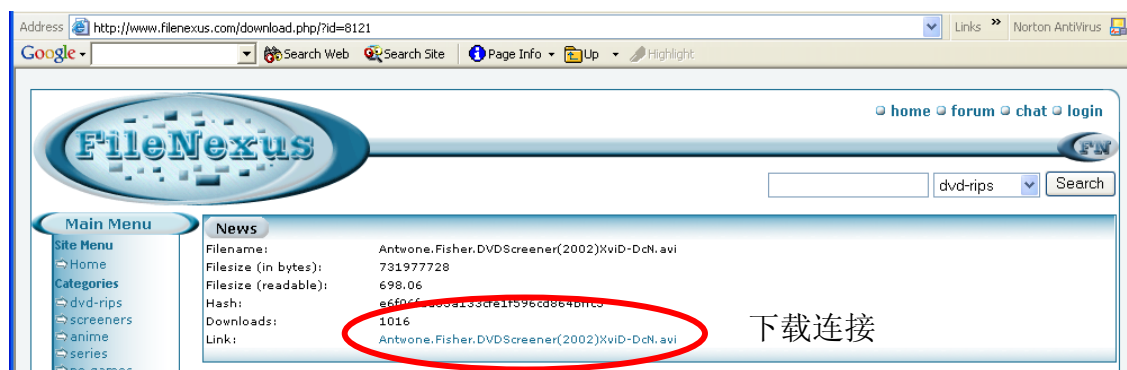 Address http://www.filenexus.com/download.php/?id=8121 Links » Norton AntiVirus
Google Search Web Search Site Page Info Up Highlight
home forum chat login
FileNexus
FN
dvd-rips Search
Main Menu
Site Menu
Home
Categories
dvd-rips
screeners
anime
series
News
Filename: Antwone.Fisher.DVDScreener(2002)XviD-DcN.avi
Filesize (in bytes): 731977728
Filesize (readable): 698.06
Hash:
Downloads: 1016
Link: Antwone.Fisher.DVDScreener(2002)XviD-DcN.avi
下载连接